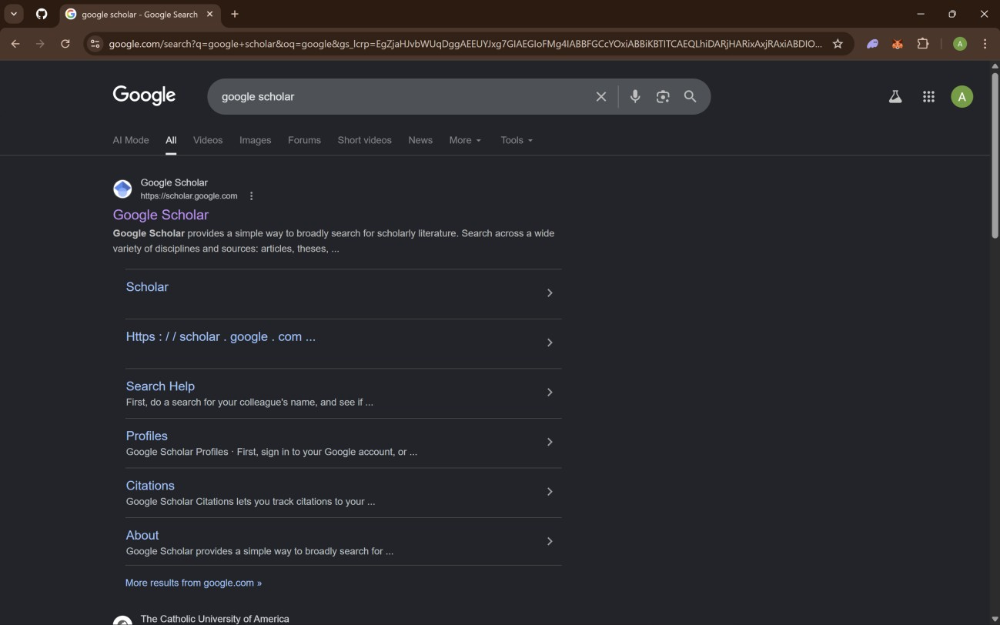 google scholar - Google Search
google.com/search?q=google+scholar&oq=google&gs_lcrp=EgZjaHJvbWUqDggAEEUYJxg7GIAEGIoFMg4IABBFGCcYOxiABBiKBTITCAEQLhiDARjHARixAxjRAxiABDIO...
A
Google
google scholar
A
AI Mode All Videos Images Forums Short videos News More Tools
Google Scholar
https://scholar.google.com
Google Scholar
Google Scholar provides a simple way to broadly search for scholarly literature. Search across a wide
variety of disciplines and sources: articles, theses, ...
Scholar
Https : / / scholar . google . com ...
Search Help
First, do a search for your colleague's name, and see if ...
Profiles
Google Scholar Profiles · First, sign in to your Google account, or ...
Citations
Google Scholar Citations lets you track citations to your ...
About
Google Scholar provides a simple way to broadly search for ...
More results from google.com »
The Catholic University of America